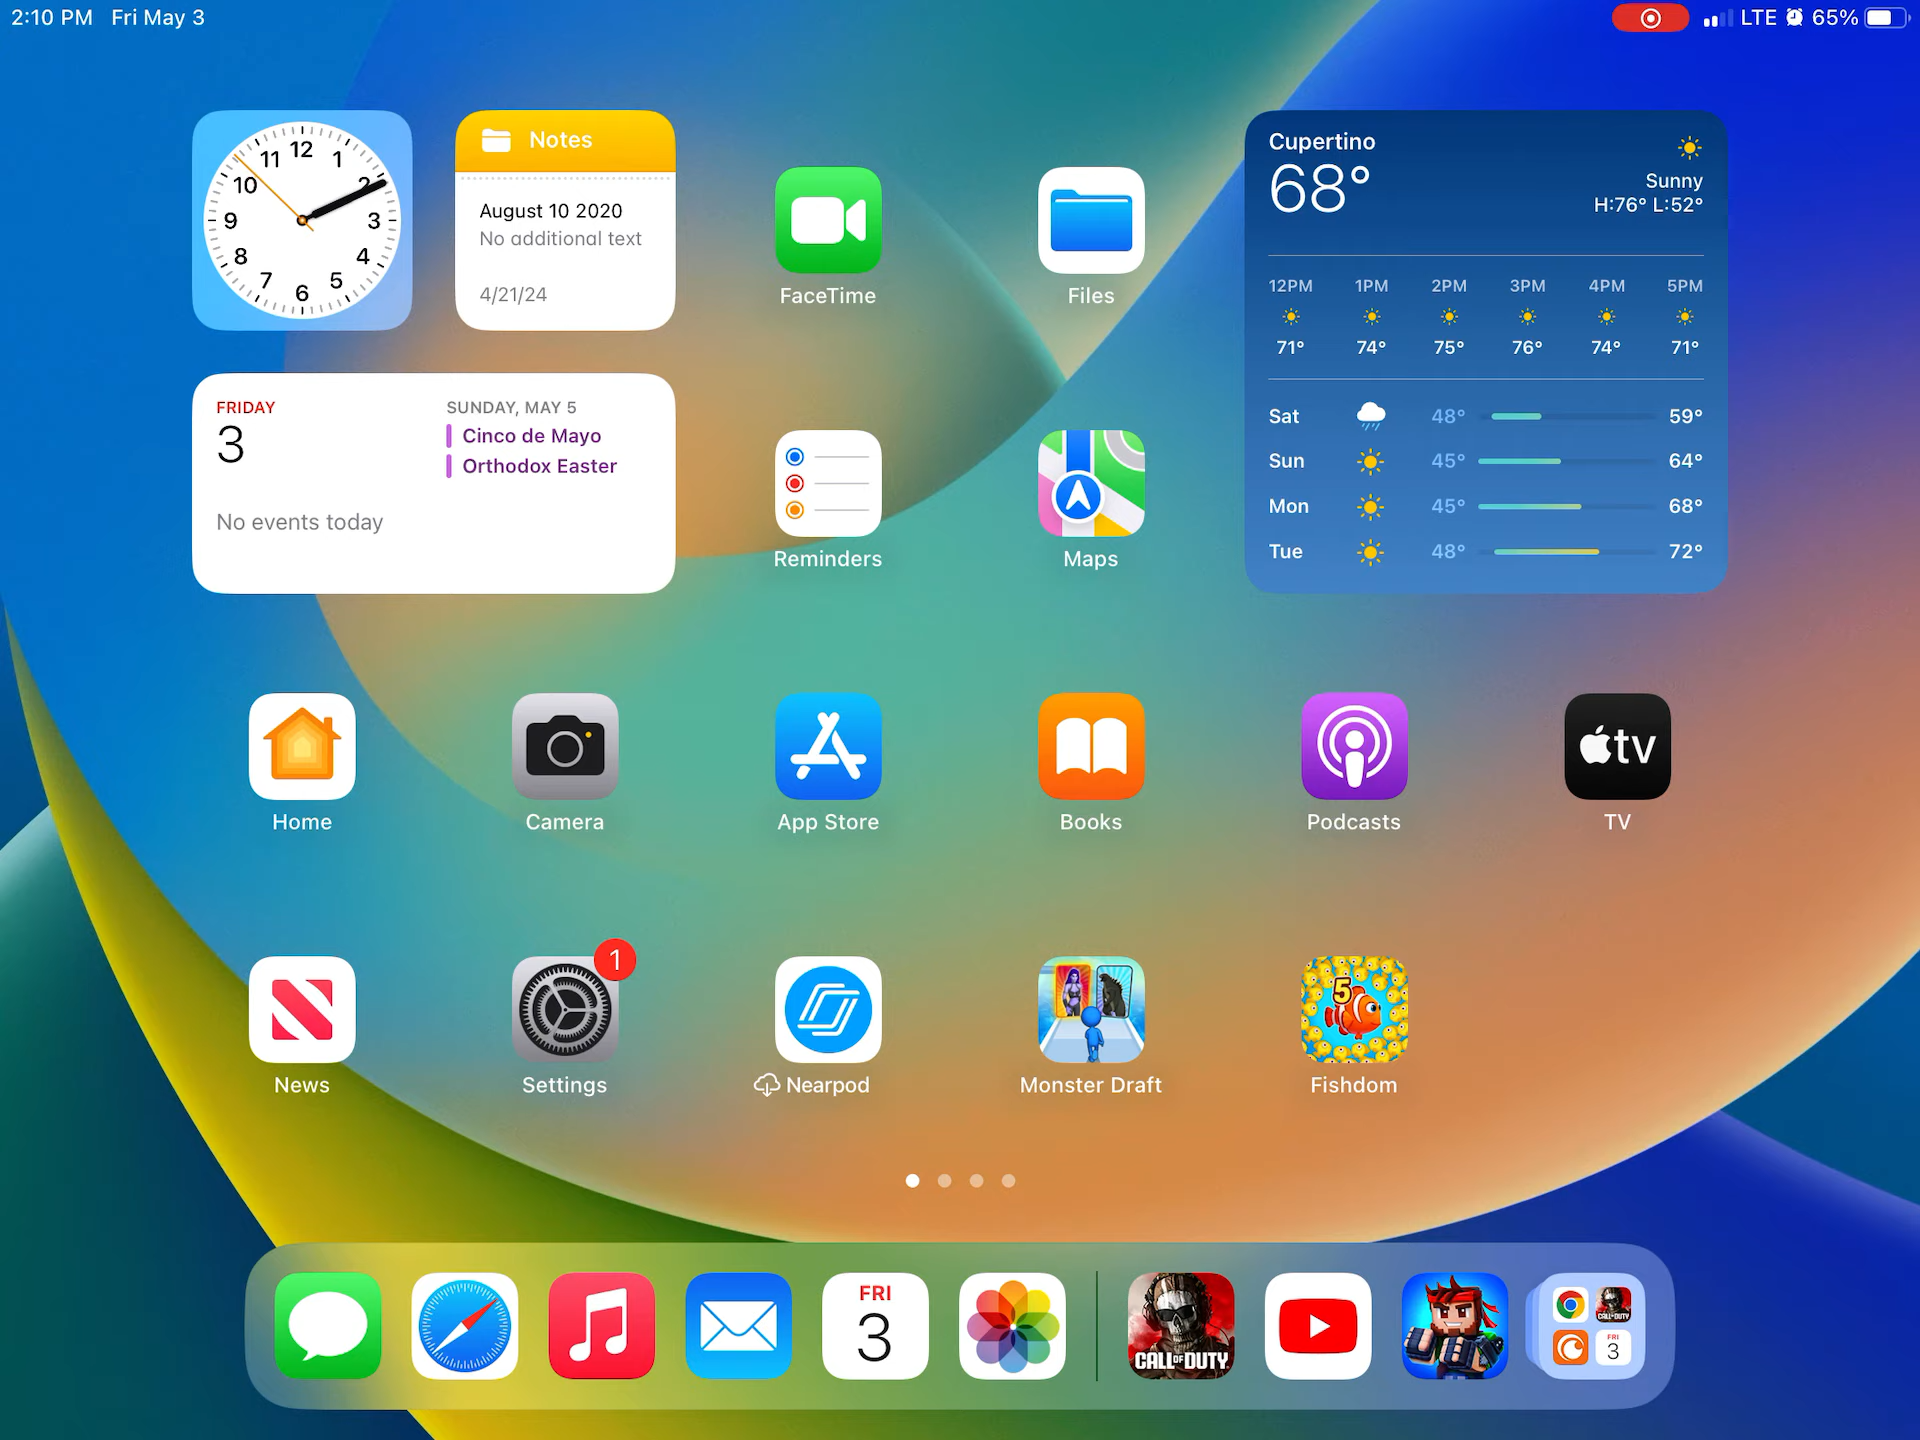 2:10 PM Fri May 3
LTE 65%
12
11 1
10 2
9 3
8 4
7 5
6
Notes
August 10 2020
No additional text
4/21/24
FaceTime
Files
Cupertino
68°
Sunny
H:76° L:52°
12PM 1PM 2PM 3PM 4PM 5PM
71° 74° 75° 76° 74° 71°
Sat 48° 59°
Sun 45° 64°
Mon 45° 68°
Tue 48° 72°
FRIDAY
3
No events today
SUNDAY, MAY 5
Cinco de Mayo
Orthodox Easter
Reminders
Maps
tv
Home
Camera
App Store
Books
Podcasts
TV
1
5
News
Settings
Nearpod
Monster Draft
Fishdom
FRI
3
CALL OF DUTY
CALL OF DUTY
FRI
3